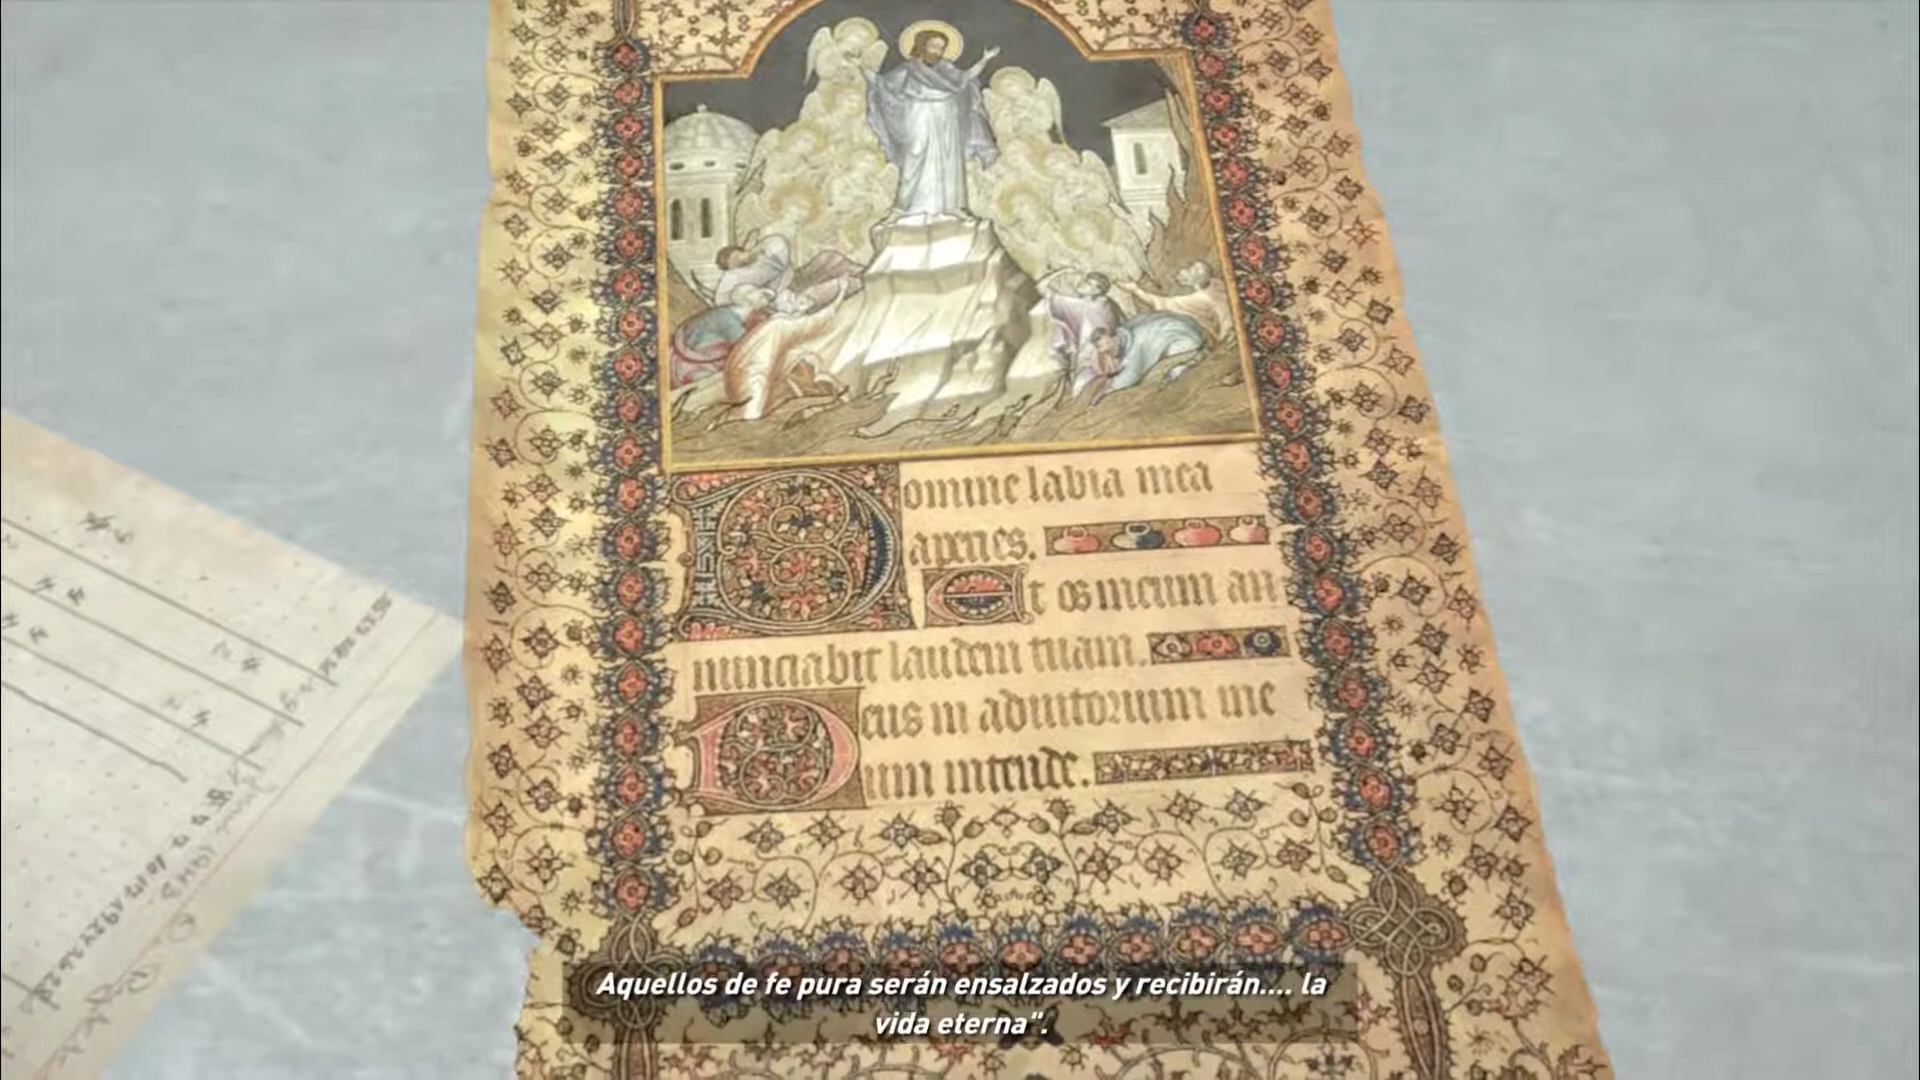 Domine labia mea
aperies.
Et os meum an
nunciabit laudem tuam.
Deus in adiutorium me
um intende.
Aquellos de fe pura serán ensalzados y recibirán.... la
vida eterna".